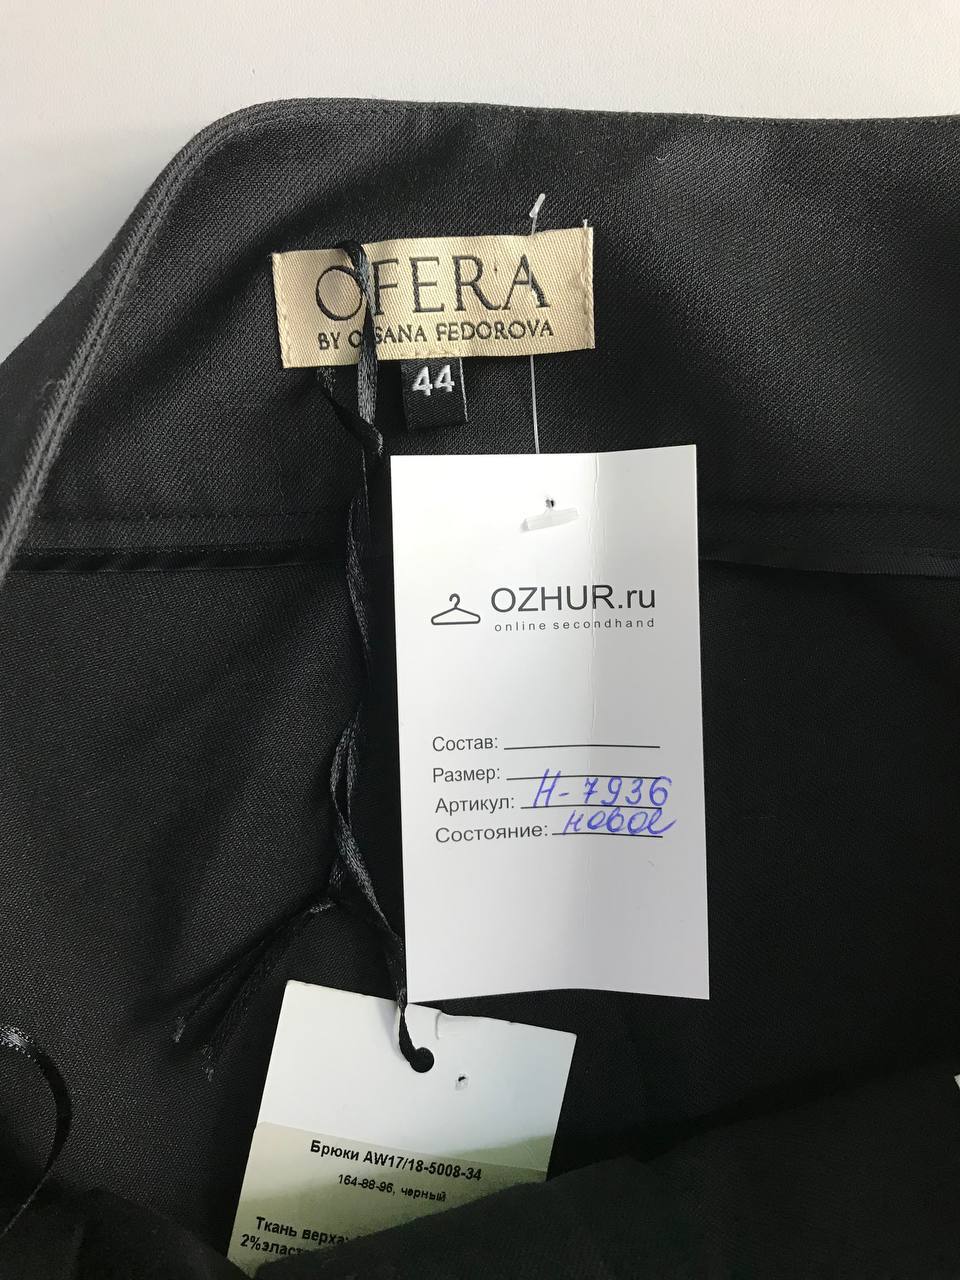 OFERA
BY OKSANA FEDOROVA
44
OZHUR.ru
online secondhand
Состав:
Размер:
Артикул: Н-7936
Состояние: новое
Брюки AW17/18-5008-34
164-88-96, черный
Ткань верха:
2%эласт